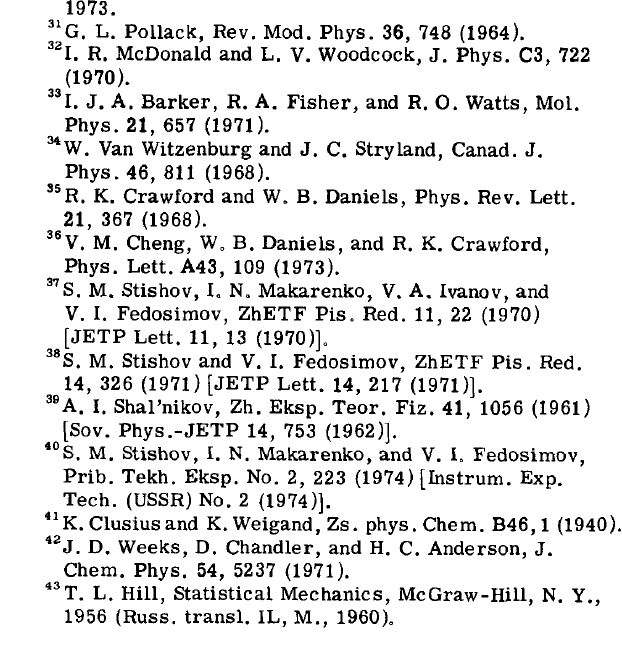 1973.
31G. L. Pollack, Rev. Mod. Phys. 36, 748 (1964).
32I. R. McDonald and L. V. Woodcock, J. Phys. C3, 722
(1970).
33I. J. A. Barker, R. A. Fisher, and R. O. Watts, Mol.
Phys. 21, 657 (1971).
34W. Van Witzenburg and J. C. Stryland, Canad. J.
Phys. 46, 811 (1968).
35R. K. Crawford and W. B. Daniels, Phys. Rev. Lett.
21, 367 (1968).
36V. M. Cheng, W. B. Daniels, and R. K. Crawford,
Phys. Lett. A43, 109 (1973).
37S. M. Stishov, I. N. Makarenko, V. A. Ivanov, and
V. I. Fedosimov, ZhETF Pis. Red. 11, 22 (1970)
[JETP Lett. 11, 13 (1970)].
38S. M. Stishov and V. I. Fedosimov, ZhETF Pis. Red.
14, 326 (1971) [JETP Lett. 14, 217 (1971)].
39A. I. Shal'nikov, Zh. Eksp. Teor. Fiz. 41, 1056 (1961)
[Sov. Phys.-JETP 14, 753 (1962)].
40S. M. Stishov, I. N. Makarenko, and V. I. Fedosimov,
Prib. Tekh. Eksp. No. 2, 223 (1974) [Instrum. Exp.
Tech. (USSR) No. 2 (1974)].
41K. Clusius and K. Weigand, Zs. phys. Chem. B46, 1 (1940).
42J. D. Weeks, D. Chandler, and H. C. Anderson, J.
Chem. Phys. 54, 5237 (1971).
43T. L. Hill, Statistical Mechanics, McGraw-Hill, N. Y.,
1956 (Russ. transl. IL, M., 1960).